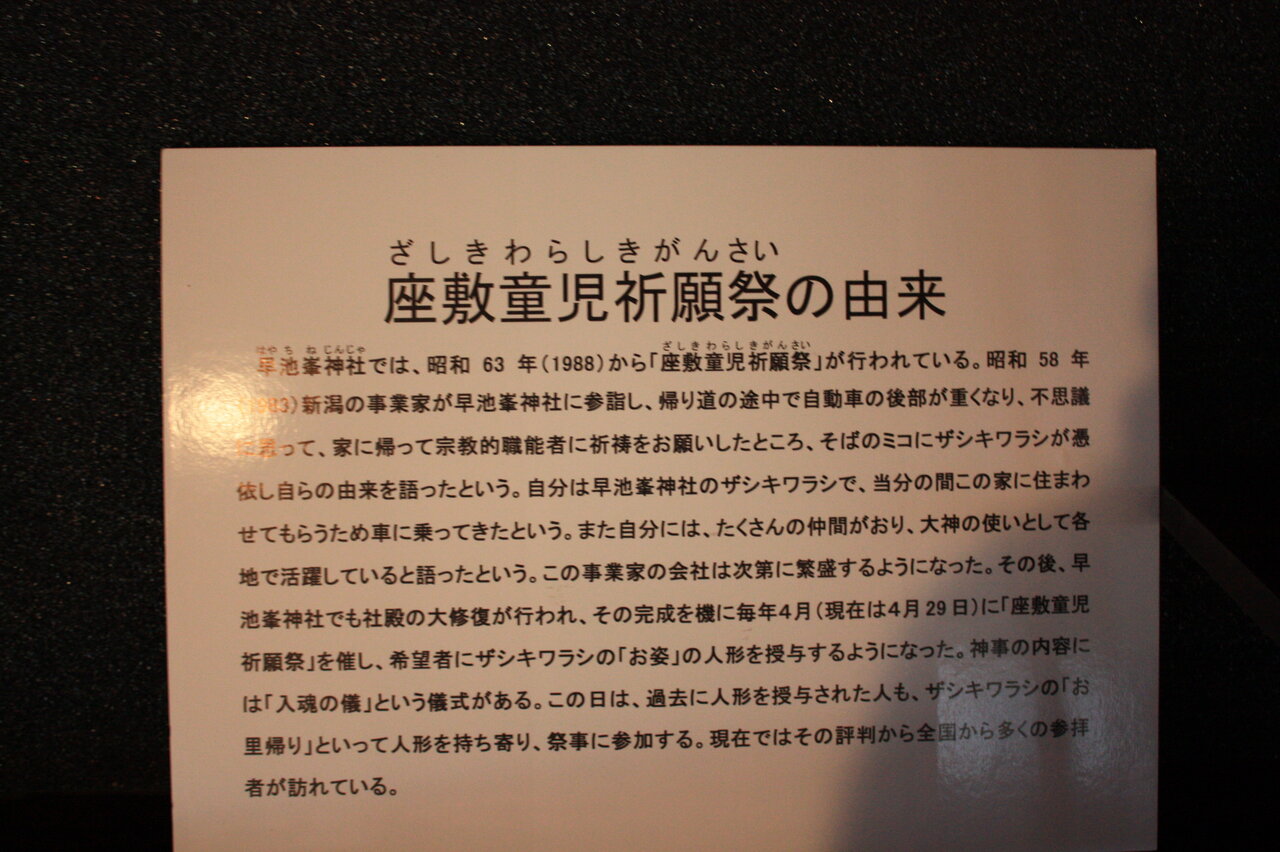 ざしきわらしきがんさい
座敷童児祈願祭の由来
はやちねじんじゃ ざしきわらしきがんさい
早池峯神社では、昭和 63 年(1988)から「座敷童児祈願祭」が行われている。昭和 58 年
(1983)新潟の事業家が早池峯神社に参詣し、帰り道の途中で自動車の後部が重くなり、不思議
に思って、家に帰って宗教的職能者に祈祷をお願いしたところ、そばのミコにザシキワラシが憑
依し自らの由来を語ったという。自分は早池峯神社のザシキワラシで、当分の間この家に住まわ
せてもらうため車に乗ってきたという。また自分には、たくさんの仲間がおり、大神の使いとして各
地で活躍していると語ったという。この事業家の会社は次第に繁盛するようになった。その後、早
池峯神社でも社殿の大修復が行われ、その完成を機に毎年4月(現在は4月 29 日)に「座敷童児
祈願祭」を催し、希望者にザシキワラシの「お姿」の人形を授与するようになった。神事の内容に
は「入魂の儀」という儀式がある。この日は、過去に人形を授与された人も、ザシキワラシの「お
里帰り」といって人形を持ち寄り、祭事に参加する。現在ではその評判から全国から多くの参拝
者が訪れている。